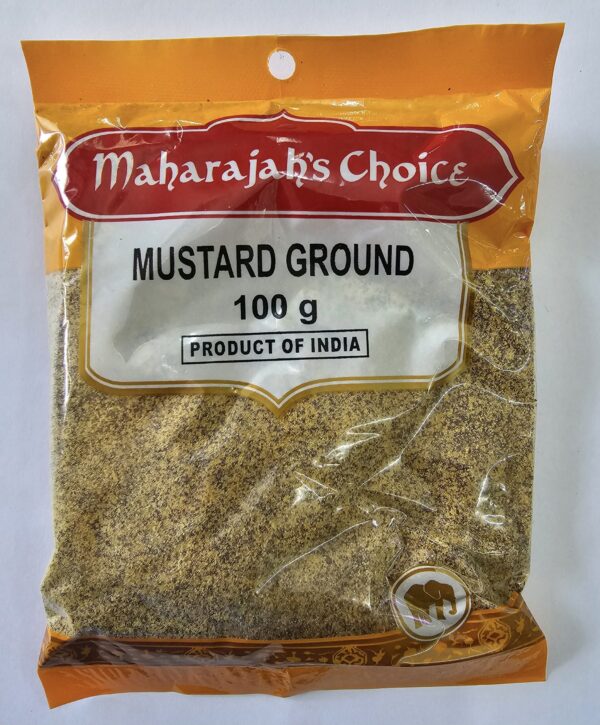 Maharajah's Choice
MUSTARD GROUND
100 g
PRODUCT OF INDIA